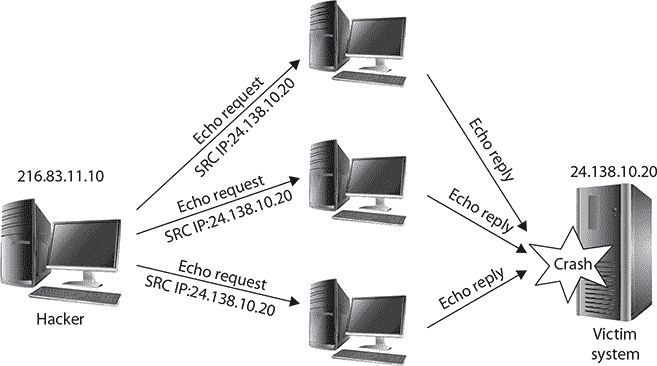 216.83.11.10
Hacker
Echo request
SRC IP:24.138.10.20
Echo request
SRC IP:24.138.10.20
Echo request
SRC IP:24.138.10.20
Echo reply
Echo reply
Echo reply
24.138.10.20
Crash
Victim
system